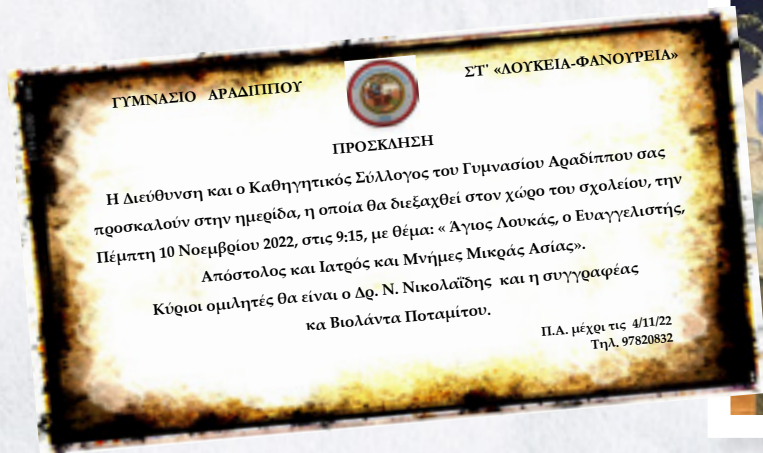 ΓΥΜΝΑΣΙΟ ΑΡΑΔΙΠΠΟΥ
ΣΤ' «ΛΟΥΚΕΙΑ-ΦΑΝΟΥΡΕΙΑ»
ΠΡΟΣΚΛΗΣΗ
Η Διεύθυνση και ο Καθηγητικός Σύλλογος του Γυμνασίου Αραδίππου σας
προσκαλούν στην ημερίδα, η οποία θα διεξαχθεί στον χώρο του σχολείου, την
Πέμπτη 10 Νοεμβρίου 2022, στις 9:15, με θέμα: « Άγιος Λουκάς, ο Ευαγγελιστής,
Απόστολος και Ιατρός και Μνήμες Μικράς Ασίας».
Κύριοι ομιλητές θα είναι ο Δρ. Ν. Νικολαΐδης και η συγγραφέας
κα Βιολάντα Ποταμίτου.
Π.Α. μέχρι τις 4/11/22
Τηλ. 97820832